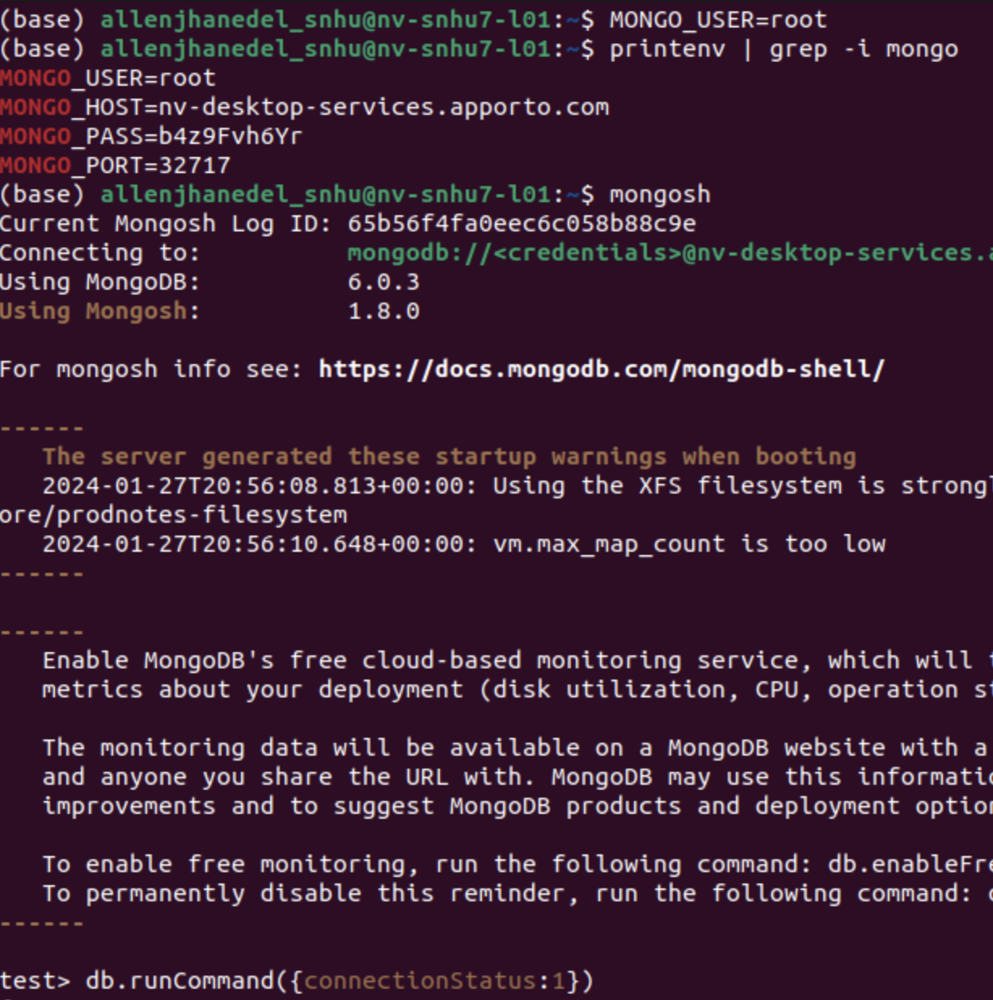 (base) allenjhanedel_snhu@nv-snhu7-l01:~$ MONGO_USER=root
(base) allenjhanedel_snhu@nv-snhu7-l01:~$ printenv | grep -i mongo
MONGO_USER=root
MONGO_HOST=nv-desktop-services.apporto.com
MONGO_PASS=b4z9Fvh6Yr
MONGO_PORT=32717
(base) allenjhanedel_snhu@nv-snhu7-l01:~$ mongosh
Current Mongosh Log ID: 65b56f4fa0eec6c058b88c9e
Connecting to: mongodb://<credentials>@nv-desktop-services.a
Using MongoDB: 6.0.3
Using Mongosh: 1.8.0
For mongosh info see: https://docs.mongodb.com/mongodb-shell/
------
The server generated these startup warnings when booting
2024-01-27T20:56:08.813+00:00: Using the XFS filesystem is strongl
ore/prodnotes-filesystem
2024-01-27T20:56:10.648+00:00: vm.max_map_count is too low
------
------
Enable MongoDB's free cloud-based monitoring service, which will
metrics about your deployment (disk utilization, CPU, operation st
The monitoring data will be available on a MongoDB website with a
and anyone you share the URL with. MongoDB may use this informatio
improvements and to suggest MongoDB products and deployment option
To enable free monitoring, run the following command: db.enableFre
To permanently disable this reminder, run the following command:
------
test> db.runCommand({connectionStatus:1})